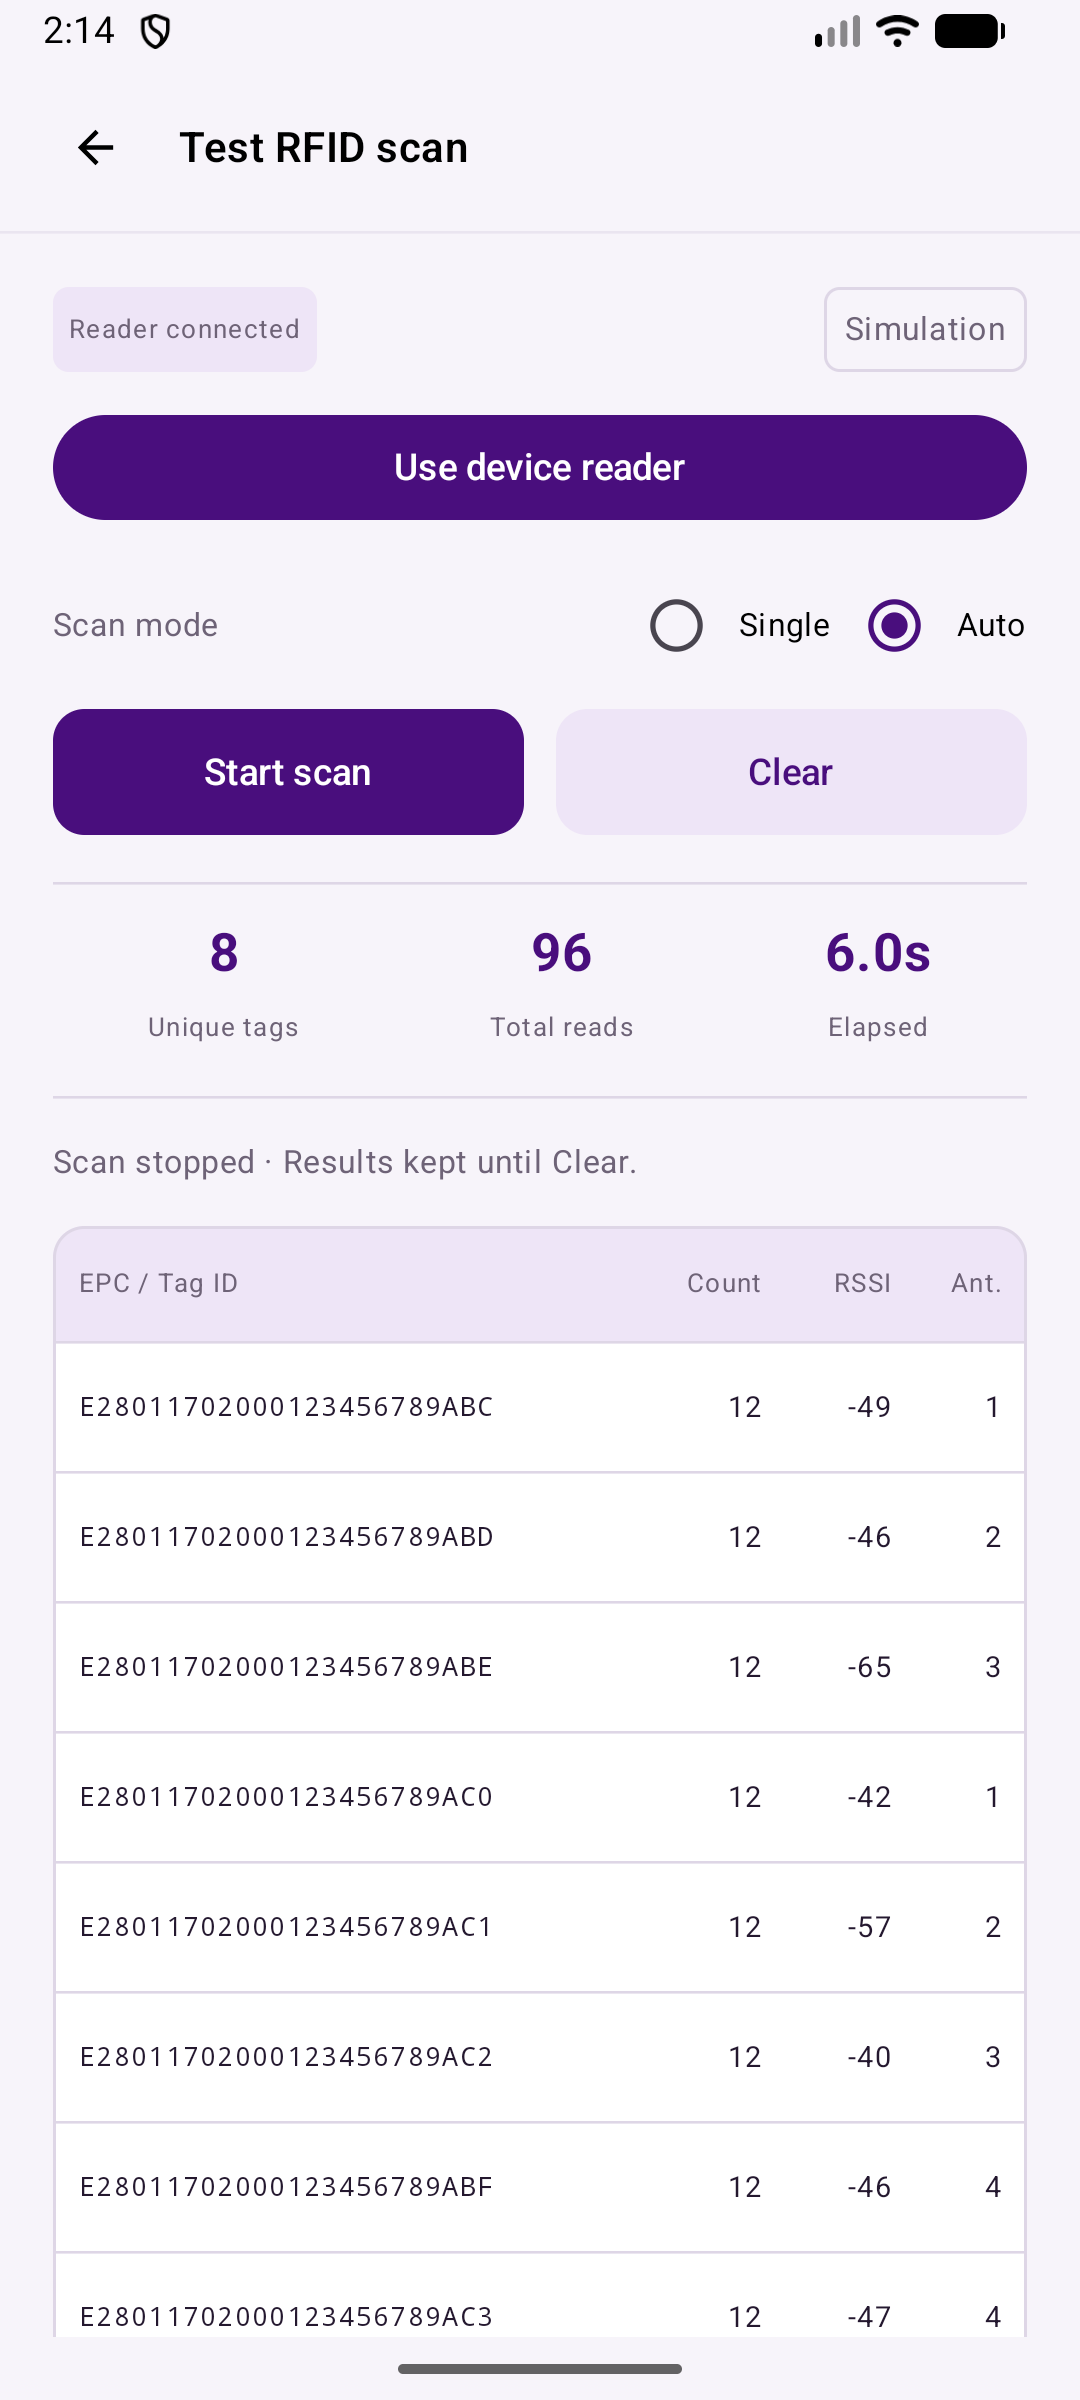 2:14
Test RFID scan
Reader connected
Simulation
Use device reader
Scan mode Single Auto
Start scan Clear
8 96 6.0s
Unique tags Total reads Elapsed
Scan stopped · Results kept until Clear.
EPC / Tag ID Count RSSI Ant.
E28011702000123456789ABC 12 -49 1
E28011702000123456789ABD 12 -46 2
E28011702000123456789ABE 12 -65 3
E28011702000123456789AC0 12 -42 1
E28011702000123456789AC1 12 -57 2
E28011702000123456789AC2 12 -40 3
E28011702000123456789ABF 12 -46 4
E28011702000123456789AC3 12 -47 4